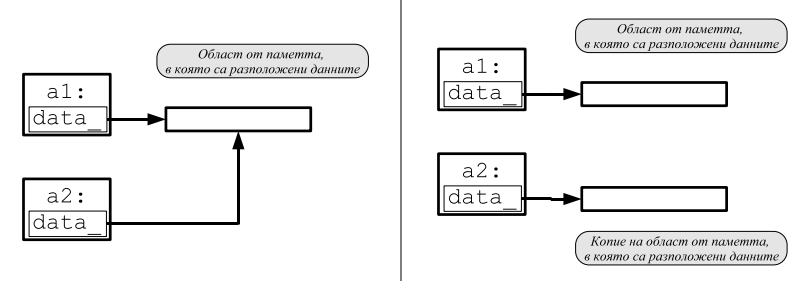 Област от паметта,
в която са разположени данните
a1:
data_
a2:
data_
Област от паметта,
в която са разположени данните
a1:
data_
a2:
data_
Копие на област от паметта,
в която са разположени данните